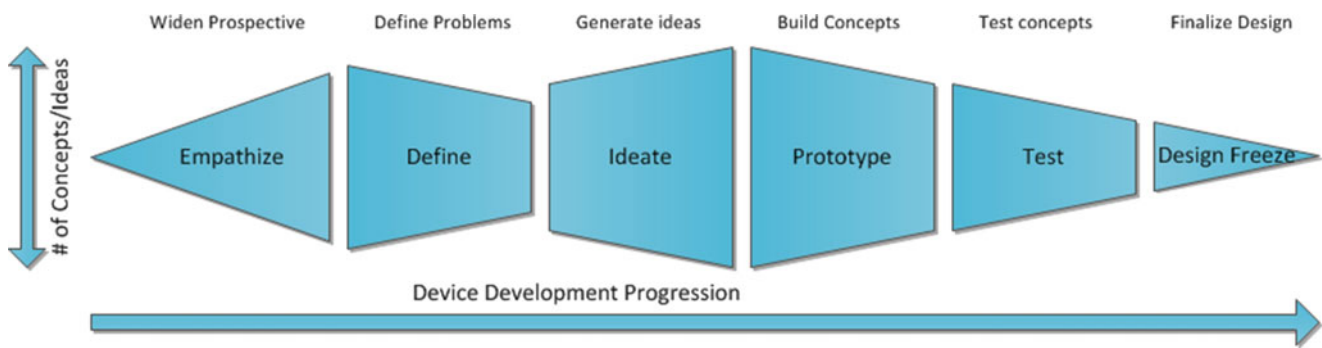 Widen Prospective
Define Problems
Generate ideas
Build Concepts
Test concepts
Finalize Design
# of Concepts/Ideas
Empathize
Define
Ideate
Prototype
Test
Design Freeze
Device Development Progression